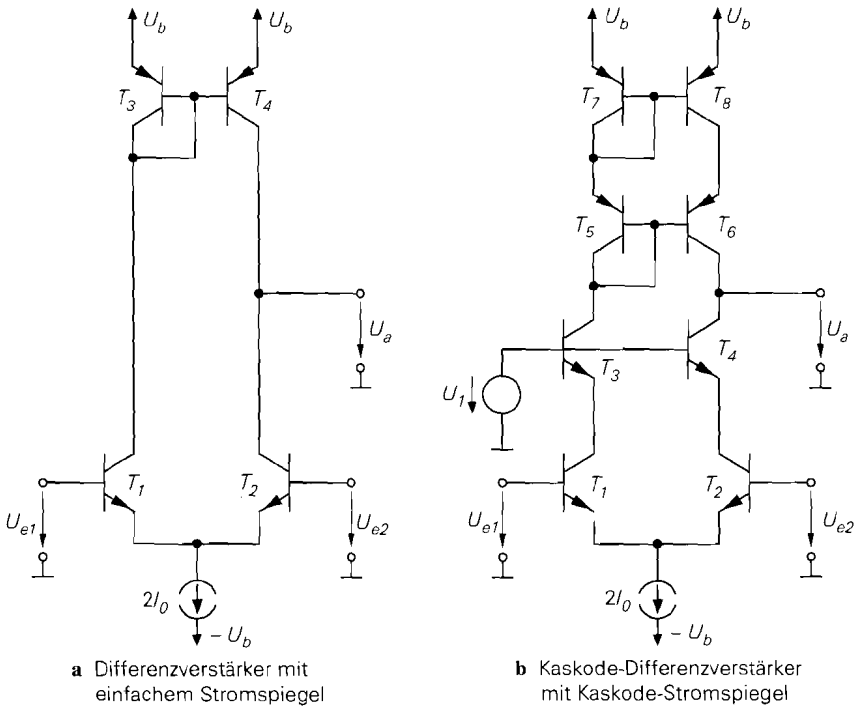 U_b U_b
T_3 T_4
U_a
T_1 T_2
U_e1 U_e2
2I_0
– U_b
a Differenzverstärker mit
einfachem Stromspiegel
U_b U_b
T_7 T_8
T_5 T_6
U_a
T_3 T_4
U_1
T_1 T_2
U_e1 U_e2
2I_0
– U_b
b Kaskode-Differenzverstärker
mit Kaskode-Stromspiegel